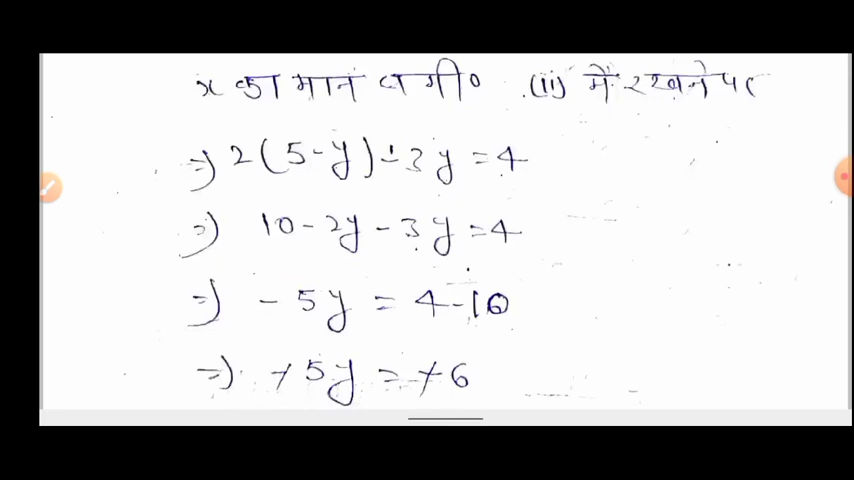 x का मान समी० (ii) में रखने पर
⇒ 2(5-y) - 3y = 4
⇒ 10 - 2y - 3y = 4
⇒ - 5y = 4 - 10
⇒ - 5y = - 6